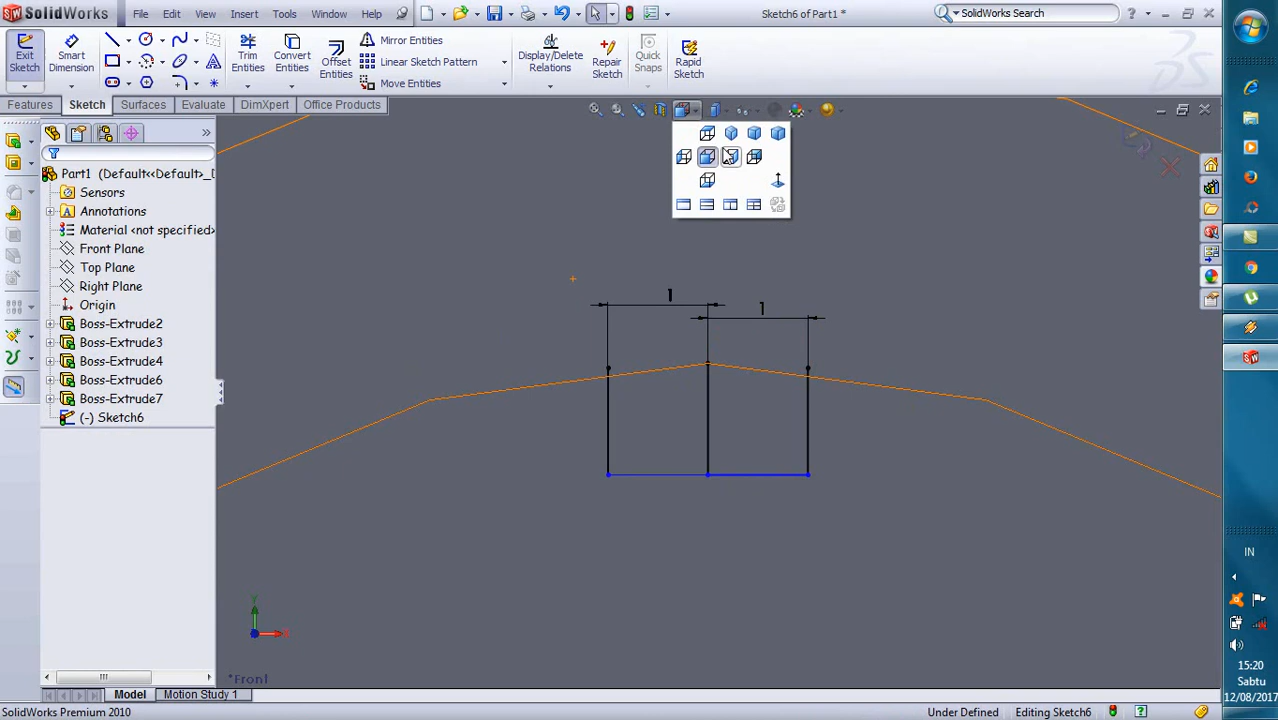 SolidWorks
File
Edit
View
Insert
Tools
Window
Help
Sketch6 of Part1 *
SolidWorks Search
Exit Sketch
Smart Dimension
Trim Entities
Convert Entities
Offset Entities
Mirror Entities
Linear Sketch Pattern
Move Entities
Display/Delete Relations
Repair Sketch
Quick Snaps
Rapid Sketch
Features
Sketch
Surfaces
Evaluate
DimXpert
Office Products
Part1 (Default<<Default>_D
Sensors
Annotations
Material <not specified>
Front Plane
Top Plane
Right Plane
Origin
Boss-Extrude2
Boss-Extrude3
Boss-Extrude4
Boss-Extrude6
Boss-Extrude7
(-) Sketch6
1
1
Y
X
*Front
Model
Motion Study 1
SolidWorks Premium 2010
Under Defined
Editing Sketch6
IN
15:20
Sabtu
12/08/2017